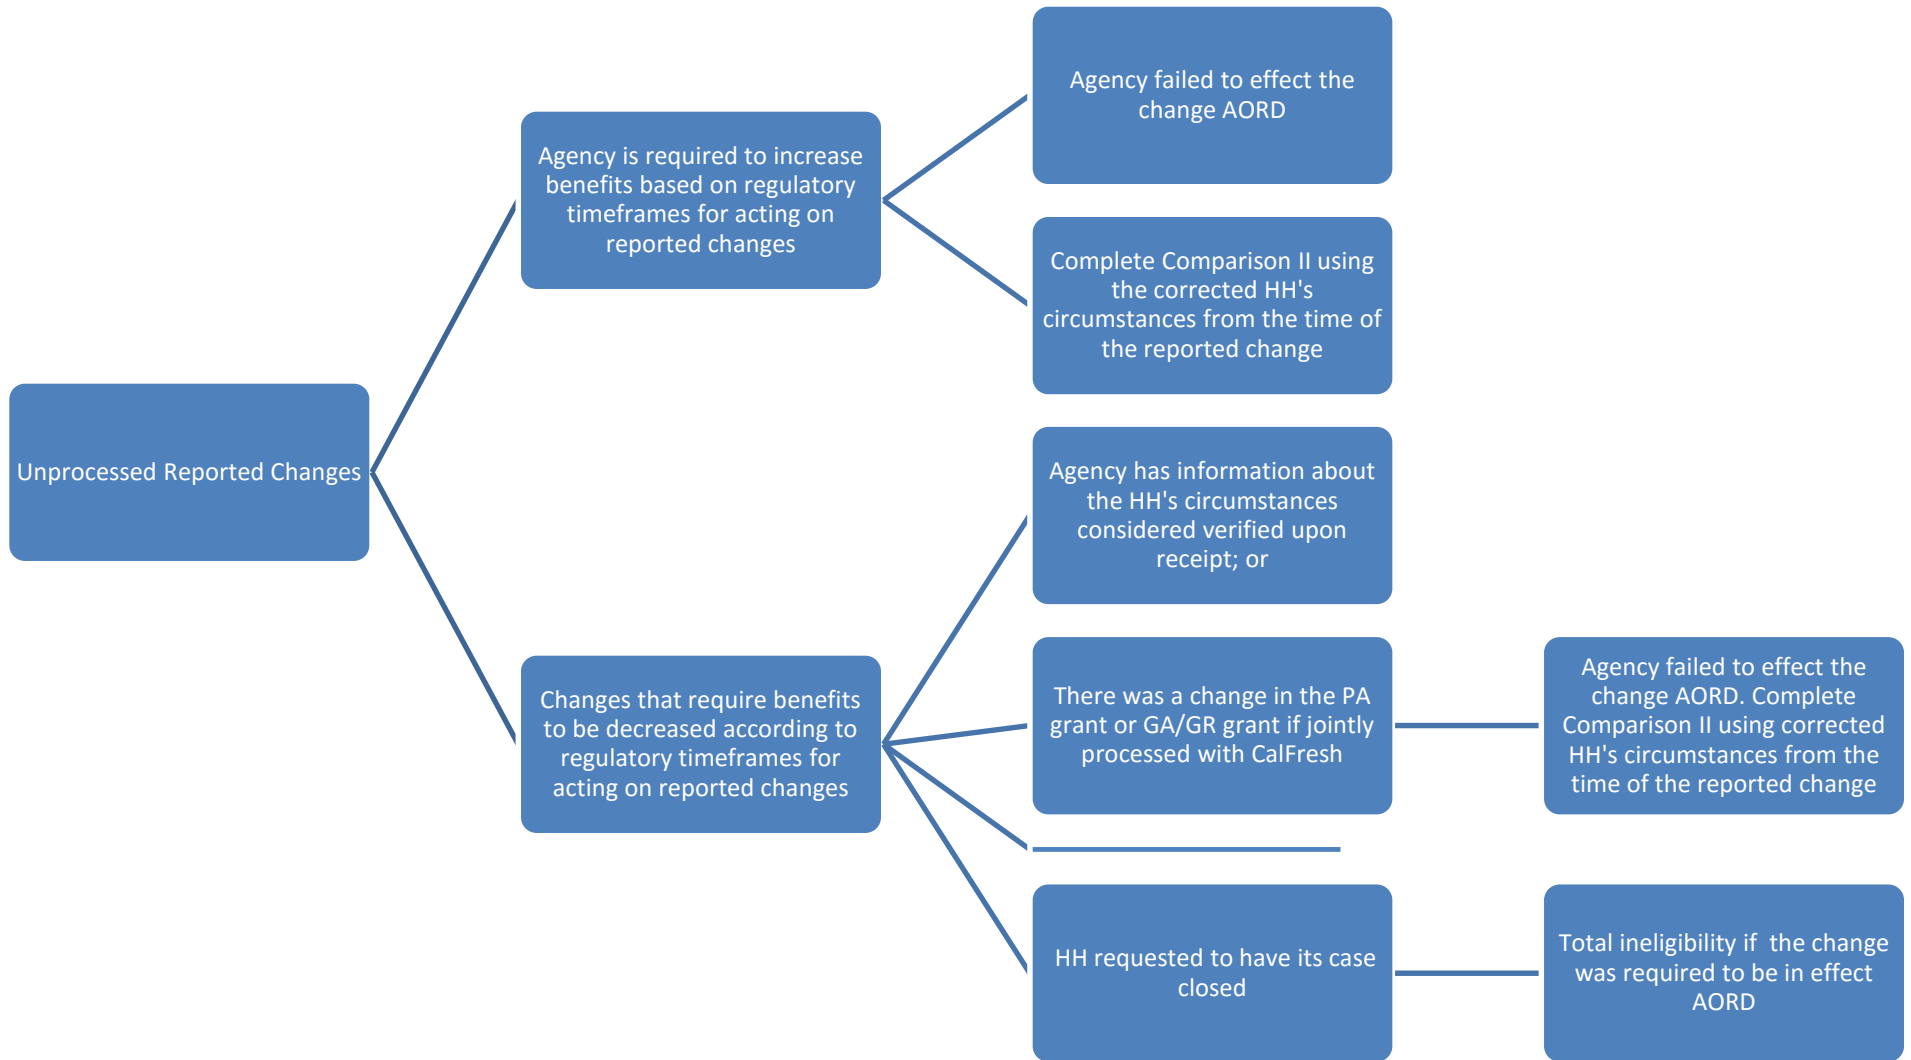 Unprocessed Reported Changes
Agency is required to increase
benefits based on regulatory
timeframes for acting on
reported changes
Agency failed to effect the
change AORD
Complete Comparison II using
the corrected HH's
circumstances from the time of
the reported change
Changes that require benefits
to be decreased according to
regulatory timeframes for
acting on reported changes
Agency has information about
the HH's circumstances
considered verified upon
receipt; or
There was a change in the PA
grant or GA/GR grant if jointly
processed with CalFresh
Agency failed to effect the
change AORD. Complete
Comparison II using corrected
HH's circumstances from the
time of the reported change
HH requested to have its case
closed
Total ineligibility if the change
was required to be in effect
AORD